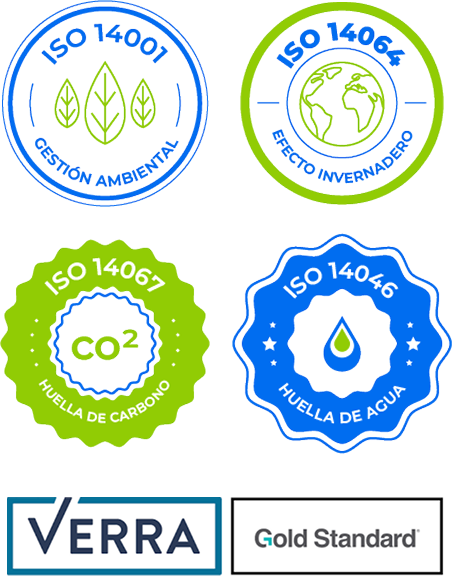 ISO 14001
GESTIÓN AMBIENTAL
ISO 14064
EFECTO INVERNADERO
ISO 14067
CO²
HUELLA DE CARBONO
ISO 14046
HUELLA DE AGUA
VERRA
Gold Standard®